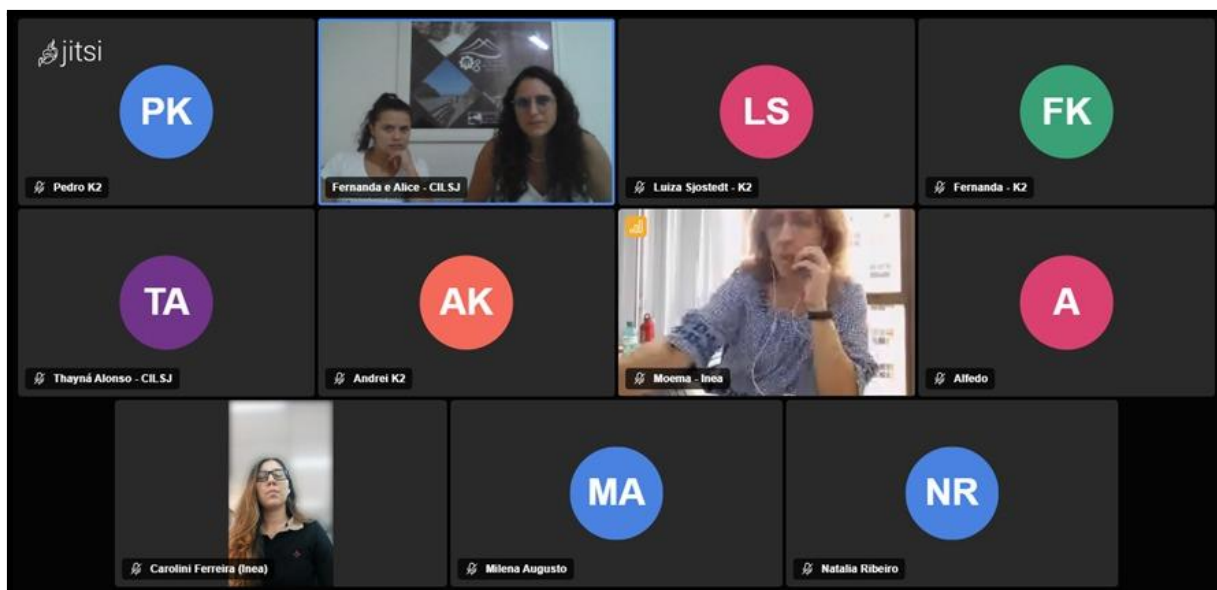 jitsi
PK
Pedro K2
Fernanda e Alice - CILSJ
LS
Luiza Sjostedt - K2
FK
Fernanda - K2
TA
Thayná Alonso - CILSJ
AK
Andrei K2
Moema - Inea
A
Alfedo
Carolini Ferreira (Inea)
MA
Milena Augusto
NR
Natalia Ribeiro